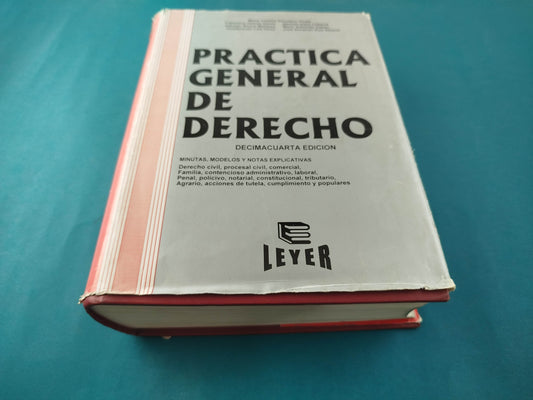 PRACTICA
GENERAL
DE
DERECHO
DECIMACUARTA EDICION
MINUTAS, MODELOS Y NOTAS EXPLICATIVAS
Derecho civil, procesal civil, comercial,
Familia, contencioso administrativo, laboral,
Penal, policivo, notarial, constitucional, tributario,
Agrario, acciones de tutela, cumplimiento y populares
LEYER